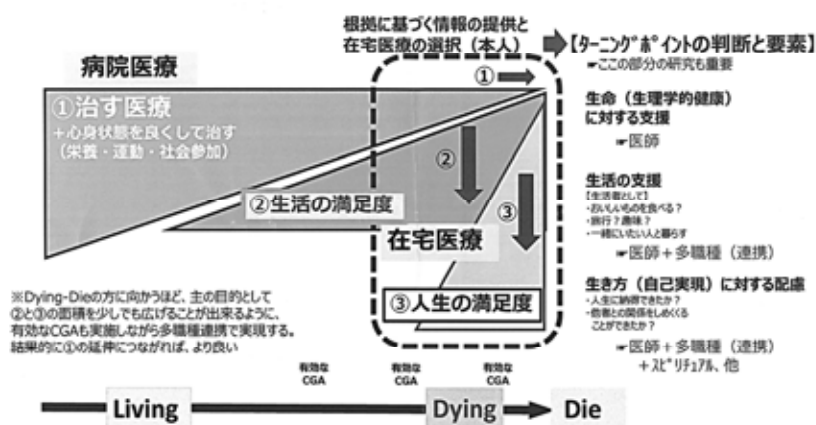 根拠に基づく情報の提供と
在宅医療の選択（本人）
【ターニングポイントの判断と要素】
☛ここの部分の研究も重要
病院医療
①
①治す医療
＋心身状態を良くして治す
（栄養・運動・社会参加）
②
②生活の満足度
③
在宅医療
③人生の満足度
生命（生理学的健康）
に対する支援
☛医師
生活の支援
【生活者として】
・おいしいものを食べる？
・旅行？趣味？
・一緒にいたい人と暮らす
☛医師＋多職種（連携）
生き方（自己実現）に対する配慮
・人生に納得できたか？
・他者との関係をしめくくる
ことができたか？
☛医師＋多職種（連携）
＋スピリチュアル、他
※Dying-Dieの方に向かうほど、主の目的として
②と③の面積を少しでも広げることが出来るように、
有効なCGAも実施しながら多職種連携で実現する。
結果的に①の延伸につながれば、より良い
有効な
CGA
有効な
CGA
有効な
CGA
Living
Dying
Die